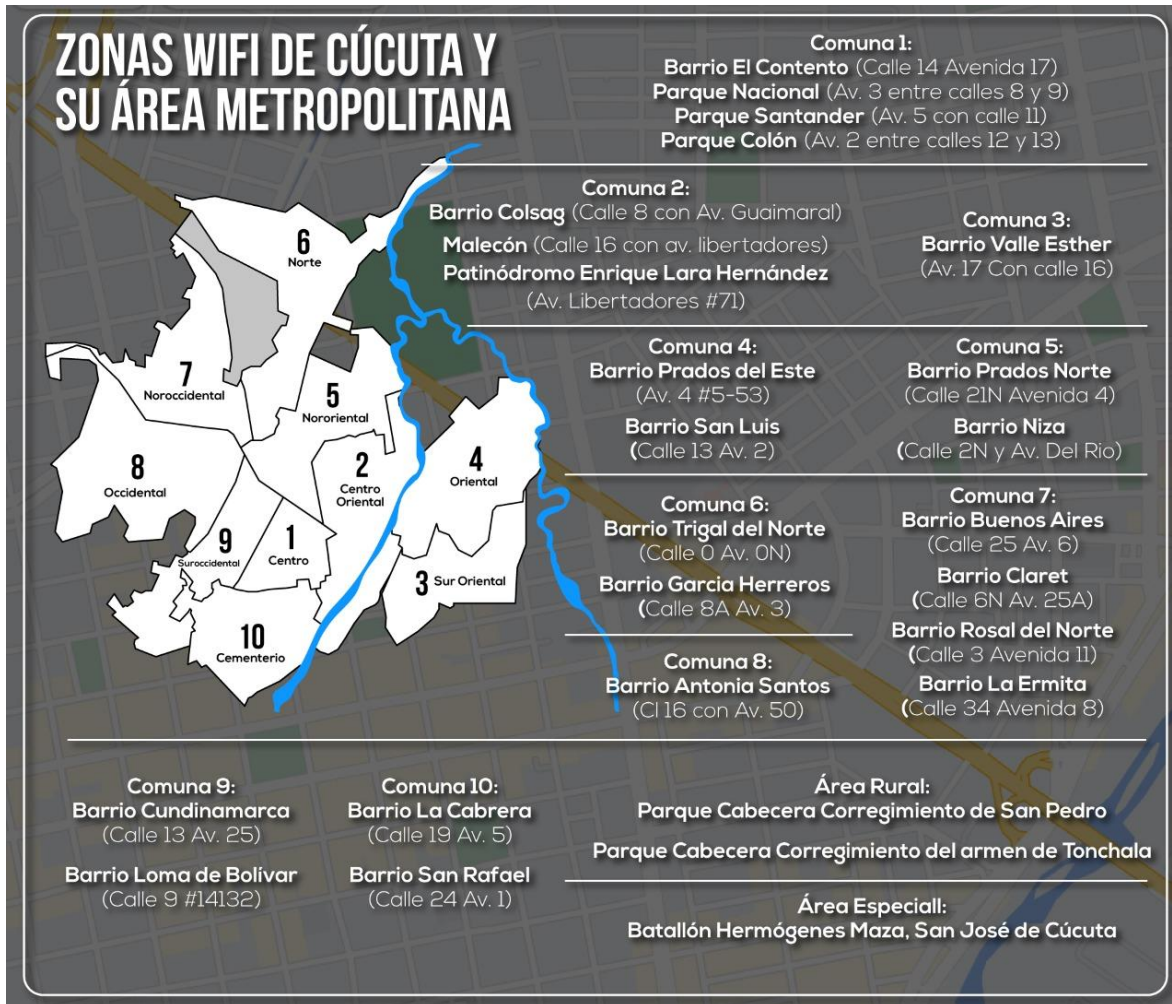 ZONAS WIFI DE CÚCUTA Y
SU ÁREA METROPOLITANA
Comuna 1:
Barrio El Contento (Calle 14 Avenida 17)
Parque Nacional (Av. 3 entre calles 8 y 9)
Parque Santander (Av. 5 con calle 11)
Parque Colón (Av. 2 entre calles 12 y 13)
Comuna 2:
Barrio Colsag (Calle 8 con Av. Guaimaral)
Malecón (Calle 16 con av. libertadores)
Patinódromo Enrique Lara Hernández
(Av. Libertadores #71)
Comuna 3:
Barrio Valle Esther
(Av. 17 Con calle 16)
Comuna 4:
Barrio Prados del Este
(Av. 4 #5-53)
Barrio San Luis
(Calle 13 Av. 2)
Comuna 5:
Barrio Prados Norte
(Calle 21N Avenida 4)
Barrio Niza
(Calle 2N y Av. Del Rio)
Comuna 6:
Barrio Trigal del Norte
(Calle 0 Av. 0N)
Barrio Garcia Herreros
(Calle 8A Av. 3)
Comuna 7:
Barrio Buenos Aires
(Calle 25 Av. 6)
Barrio Claret
(Calle 6N Av. 25A)
Barrio Rosal del Norte
(Calle 3 Avenida 11)
Barrio La Ermita
(Calle 34 Avenida 8)
Comuna 8:
Barrio Antonia Santos
(Cl 16 con Av. 50)
6
Norte
7
Noroccidental
5
Nororiental
8
Occidental
2
Centro
Oriental
4
Oriental
9
Suroccidental
1
Centro
3 Sur Oriental
10
Cementerio
Comuna 9:
Barrio Cundinamarca
(Calle 13 Av. 25)
Barrio Loma de Bolívar
(Calle 9 #14132)
Comuna 10:
Barrio La Cabrera
(Calle 19 Av. 5)
Barrio San Rafael
(Calle 24 Av. 1)
Área Rural:
Parque Cabecera Corregimiento de San Pedro
Parque Cabecera Corregimiento del armen de Tonchala
Área Especiall:
Batallón Hermógenes Maza, San José de Cúcuta